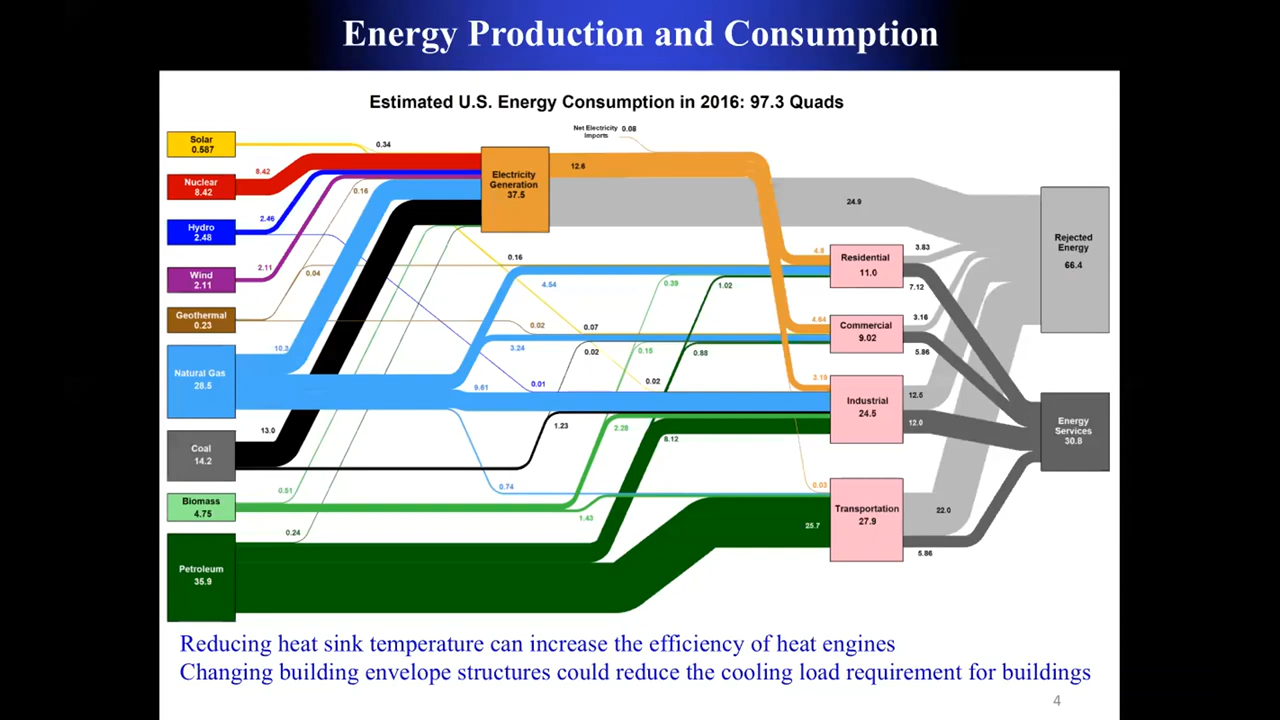 Energy Production and Consumption
Estimated U.S. Energy Consumption in 2016: 97.3 Quads
Net Electricity
Imports
0.08
Solar
0.587
0.34
Electricity
Generation
37.5
12.6
Nuclear
8.42
8.42
0.16
24.9
Rejected
Energy
66.4
Hydro
2.48
2.46
Wind
2.11
2.11
0.04
0.16
4.54
0.39
1.02
4.8
Residential
11.0
3.83
7.12
Geothermal
0.23
0.02
0.07
4.64
Commercial
9.02
3.16
5.86
10.3
3.24
0.02
0.15
0.88
Natural Gas
28.5
9.61
0.01
0.02
3.19
Industrial
24.5
12.5
12.0
Energy
Services
30.8
13.0
1.23
2.28
8.12
Coal
14.2
0.51
0.74
0.03
Biomass
4.75
1.43
Transportation
27.9
25.7
22.0
5.86
0.24
Petroleum
35.9
Reducing heat sink temperature can increase the efficiency of heat engines
Changing building envelope structures could reduce the cooling load requirement for buildings
4